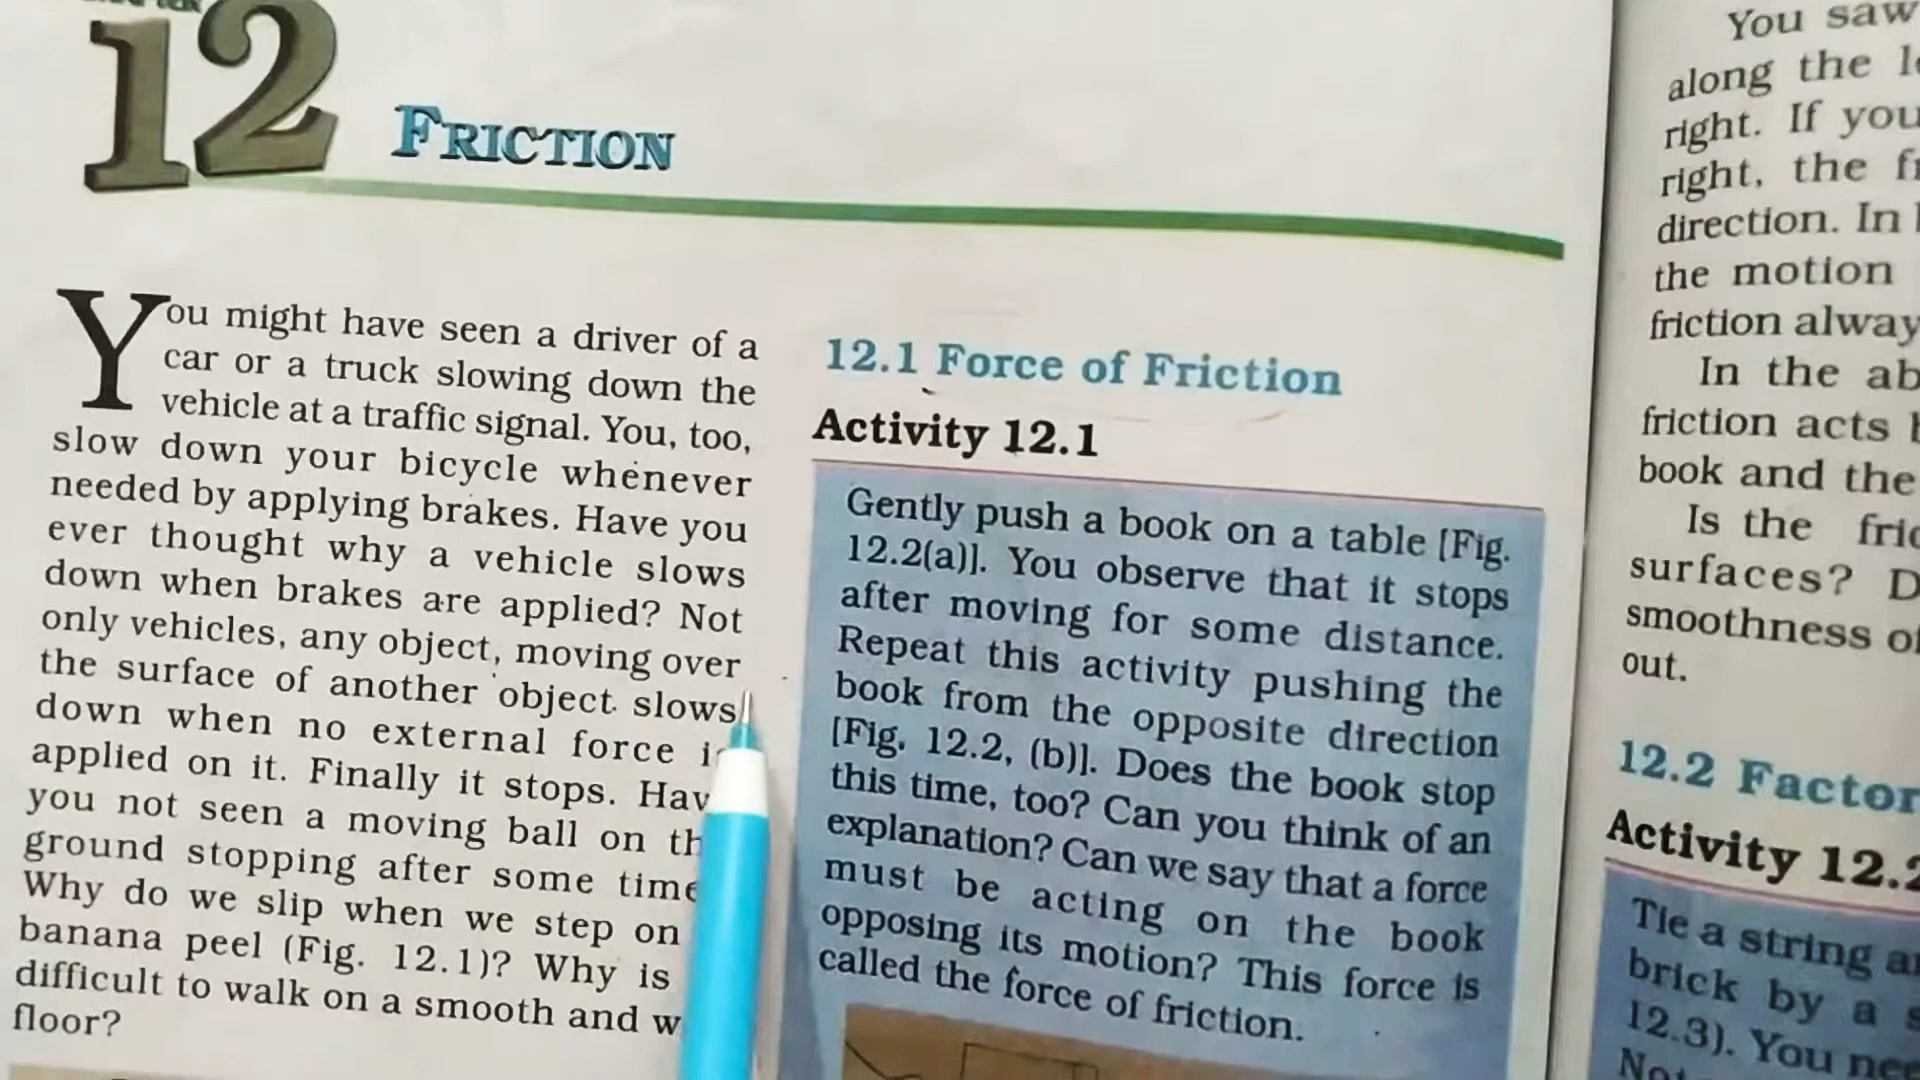 12
FRICTION
You might have seen a driver of a
car or a truck slowing down the
vehicle at a traffic signal. You, too,
slow down your bicycle whenever
needed by applying brakes. Have you
ever thought why a vehicle slows
down when brakes are applied? Not
only vehicles, any object, moving over
the surface of another object slows
down when no external force
applied on it. Finally it stops.
you not seen a moving ball on
ground stopping after some time
Why do we slip when we step on
banana peel (Fig. 12.1)? Why is
difficult to walk on a smooth and
floor?
12.1 Force of Friction
Activity 12.1
Gently push a book on a table [Fig.
12.2(a)]. You observe that it stops
after moving for some distance.
Repeat this activity pushing the
book from the opposite direction
[Fig. 12.2, (b)]. Does the book stop
this time, too? Can you think of an
explanation? Can we say that a force
must be acting on the book
opposing its motion? This force is
called the force of friction.
You saw
along the
right. If you
right, the
direction. In
the motion
friction
In the
friction acts
book and the
Is the
surfaces?
smoothness
out.
12.2
Activity 12.2
Tie a string
brick by a
12.3). You